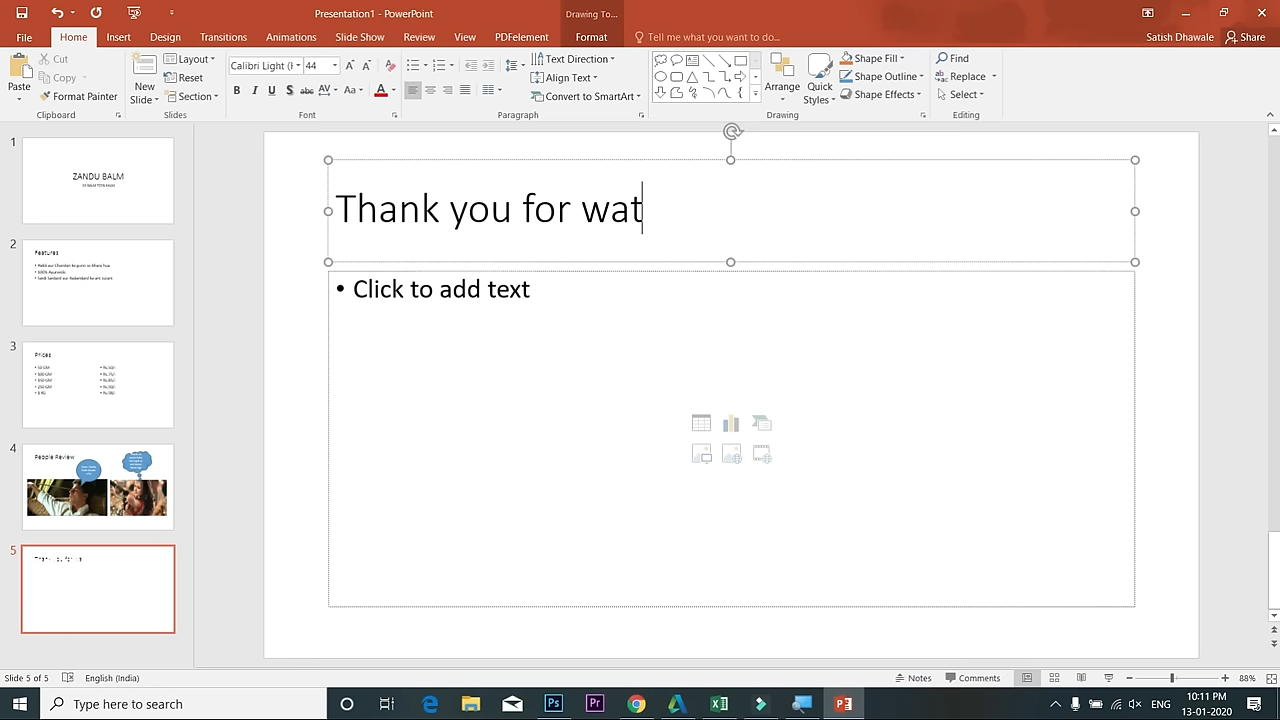 Presentation1 - PowerPoint
Drawing To...
File
Home
Insert
Design
Transitions
Animations
Slide Show
Review
View
PDFelement
Format
Tell me what you want to do...
Satish Dhawale
Share
Paste
Cut
Copy
Format Painter
Clipboard
New
Slide
Layout
Reset
Section
Slides
Calibri Light (H
44
Font
Text Direction
Align Text
Convert to SmartArt
Paragraph
Arrange
Quick
Styles
Shape Fill
Shape Outline
Shape Effects
Drawing
Find
Replace
Select
Editing
1
ZANDU BALM
2
Features
3
Prices
4
People Review
5
Thank you for wat
• Click to add text
Slide 5 of 5
English (India)
Notes
Comments
88%
Type here to search
ENG
10:11 PM
13-01-2020